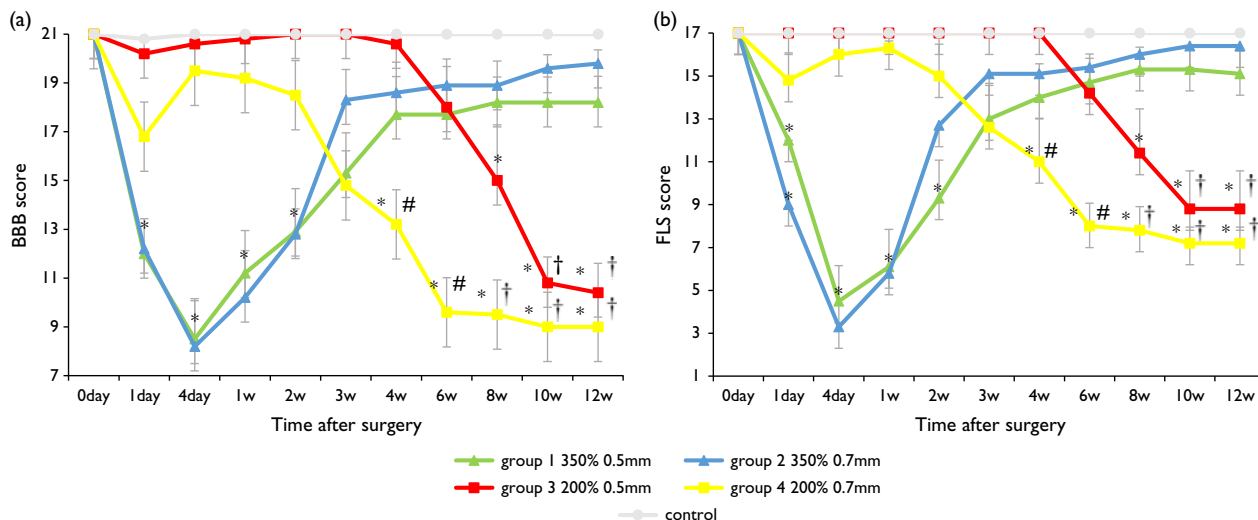 (a)
21
19
17
15
13
11
9
7
BBB score
* * * * * # * # * * † * † * † * † * †
0day 1day 4day 1w 2w 3w 4w 6w 8w 10w 12w
Time after surgery
(b)
17
15
13
11
9
7
5
3
1
FLS score
* * * * * * # * # * * † * † * † * † * †
0day 1day 4day 1w 2w 3w 4w 6w 8w 10w 12w
Time after surgery
group 1 350% 0.5mm group 2 350% 0.7mm
group 3 200% 0.5mm group 4 200% 0.7mm
control